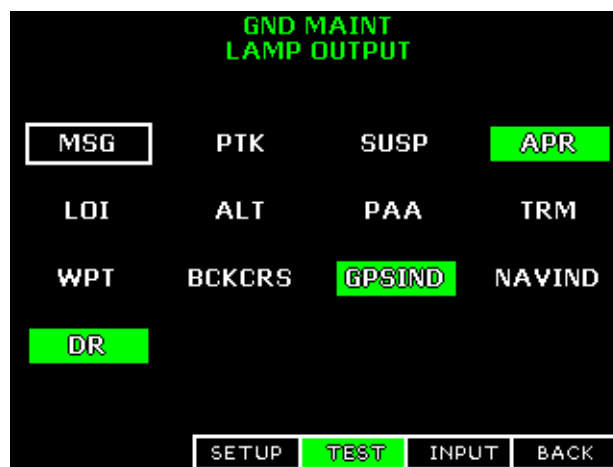 GND MAINT
LAMP OUTPUT
MSG PTK SUSP APR
LOI ALT PAA TRM
WPT BCKCRS GPSIND NAVIND
DR
SETUP TEST INPUT BACK